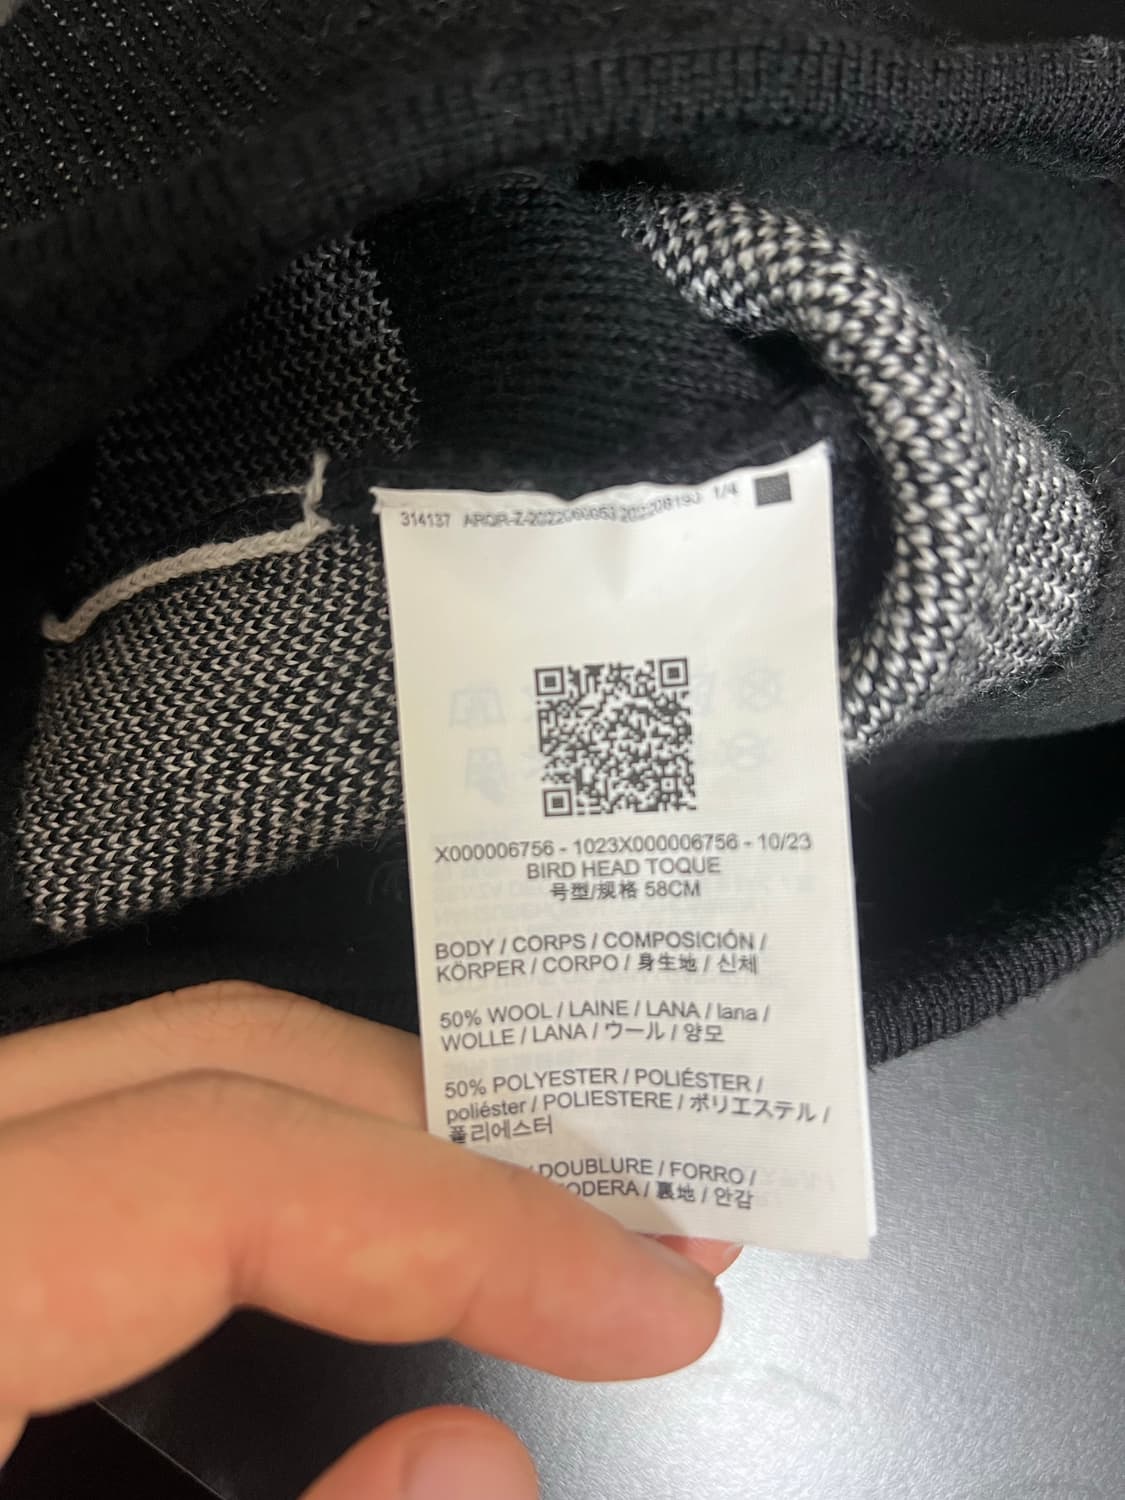 314137 ARQR-Z-2022060053 202208190 1/4
X000006756 - 1023X000006756 - 10/23
BIRD HEAD TOQUE
号型/规格 58CM
BODY / CORPS / COMPOSICIÓN /
KÖRPER / CORPO / 身生地 / 신체
50% WOOL / LAINE / LANA / lana /
WOLLE / LANA / ウール / 양모
50% POLYESTER / POLIÉSTER /
poliéster / POLIESTERE / ポリエステル /
폴리에스터
/ DOUBLURE / FORRO /
/ 裏地 / 안감